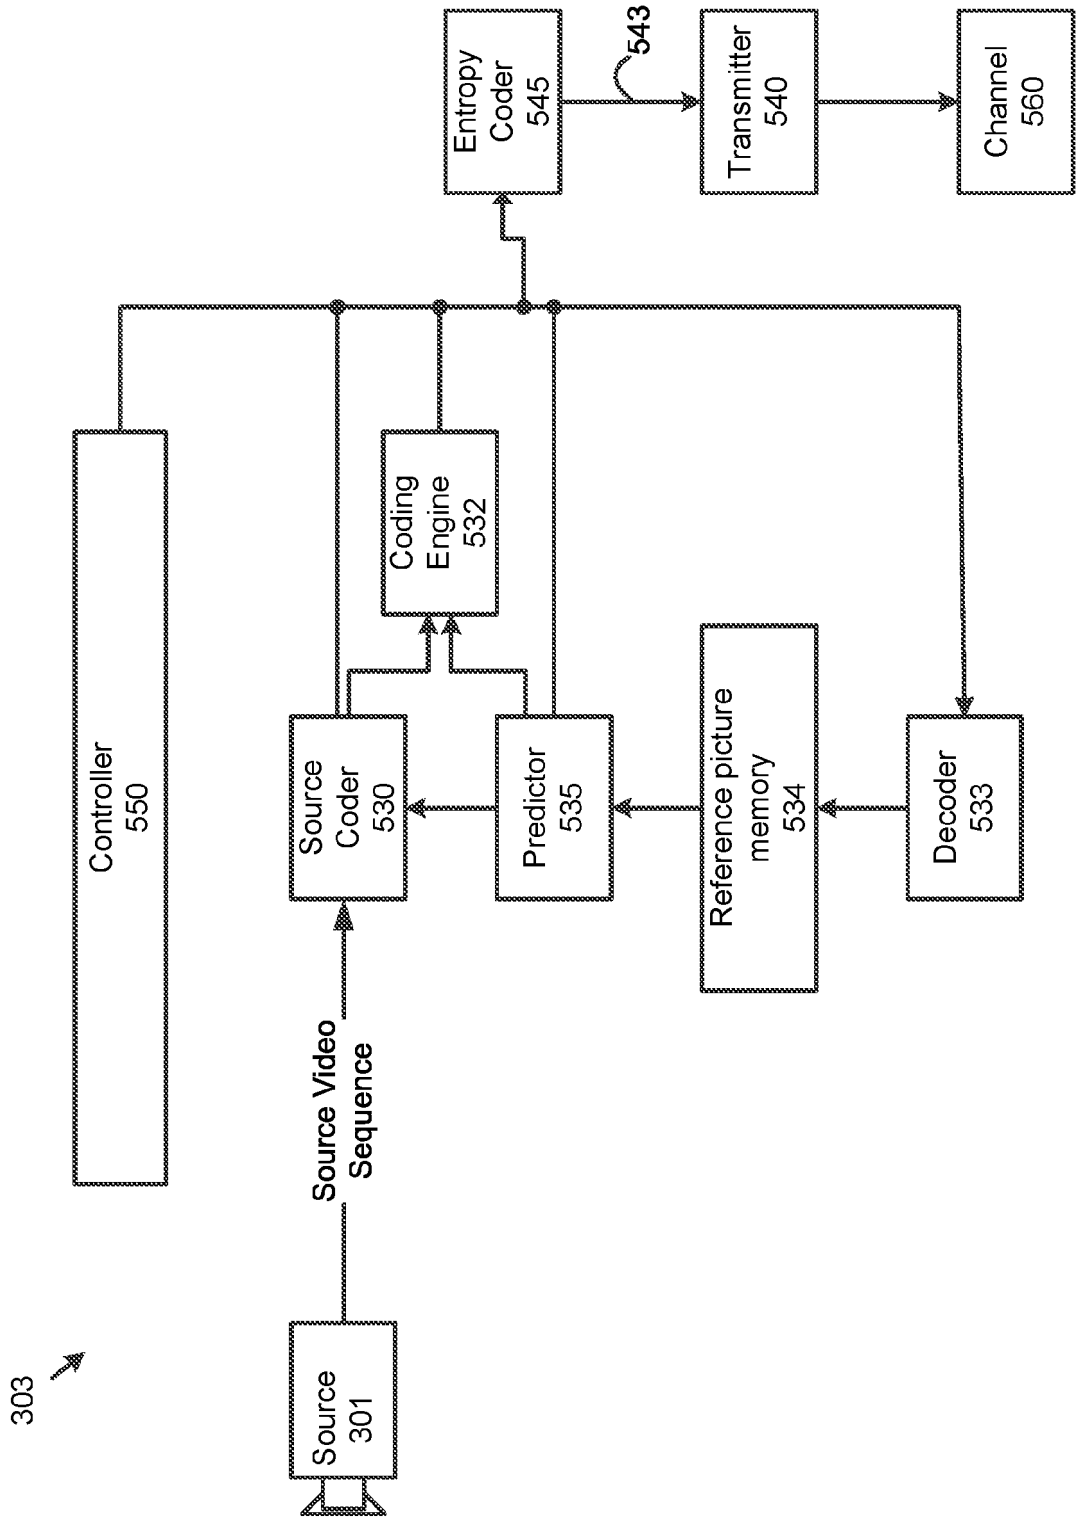 303
Controller
550
Source
301
Source Video
Sequence
Source
Coder
530
Coding
Engine
532
Predictor
535
Reference picture
memory
534
Decoder
533
Entropy
Coder
545
543
Transmitter
540
Channel
560